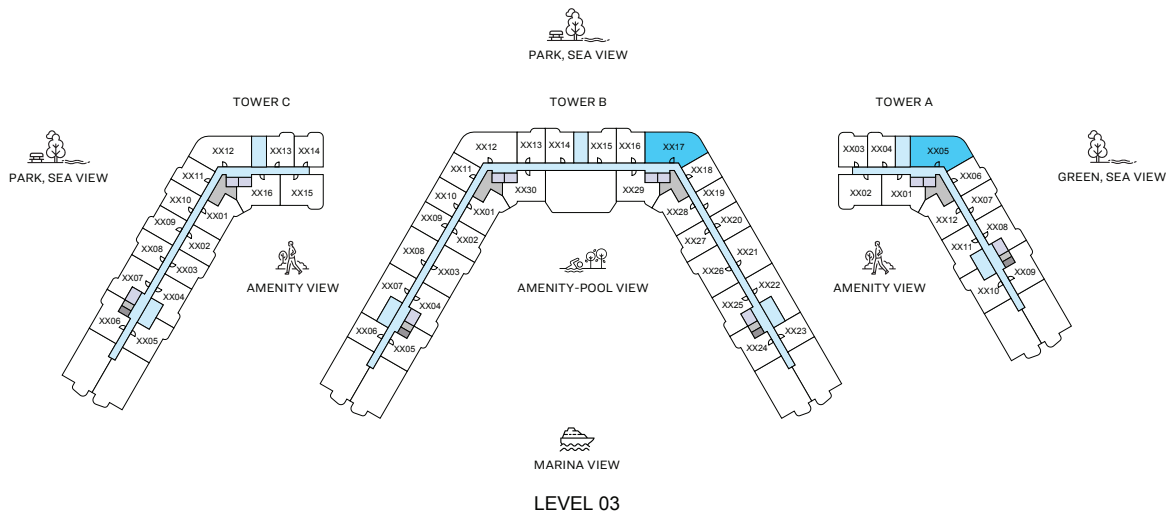 PARK, SEA VIEW
TOWER C
TOWER B
TOWER A
PARK, SEA VIEW
GREEN, SEA VIEW
XX12
XX13
XX14
XX11
XX16
XX15
XX10
XX01
XX09
XX02
XX08
XX03
XX07
XX04
XX06
XX05
XX12
XX13
XX14
XX15
XX16
XX17
XX11
XX18
XX30
XX29
XX10
XX19
XX01
XX28
XX09
XX20
XX02
XX27
XX08
XX21
XX03
XX26
XX07
XX22
XX04
XX25
XX06
XX23
XX05
XX24
XX03
XX04
XX05
XX02
XX01
XX06
XX07
XX12
XX08
XX11
XX09
XX10
AMENITY VIEW
AMENITY-POOL VIEW
AMENITY VIEW
MARINA VIEW
LEVEL 03